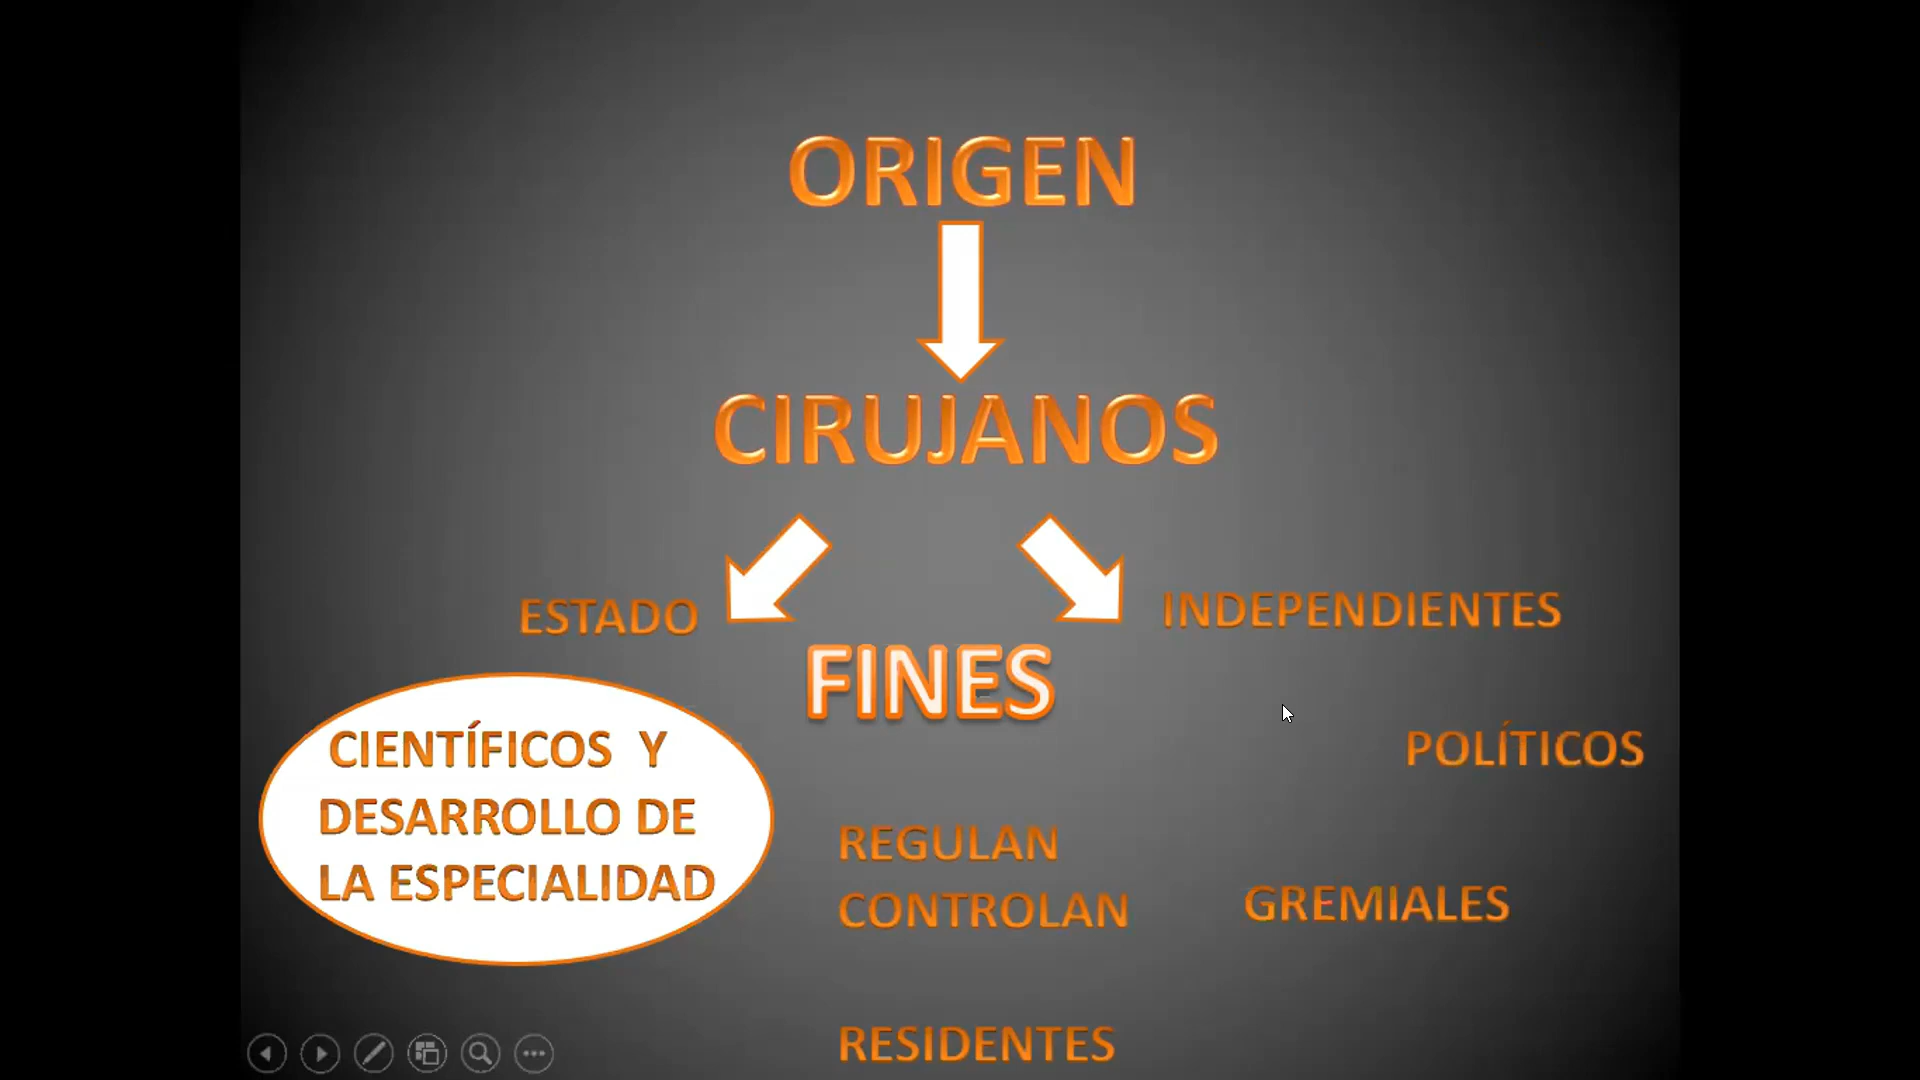 ORIGEN
CIRUJANOS
ESTADO
INDEPENDIENTES
FINES
CIENTÍFICOS Y
DESARROLLO DE
LA ESPECIALIDAD
POLÍTICOS
REGULAN
CONTROLAN
GREMIALES
RESIDENTES